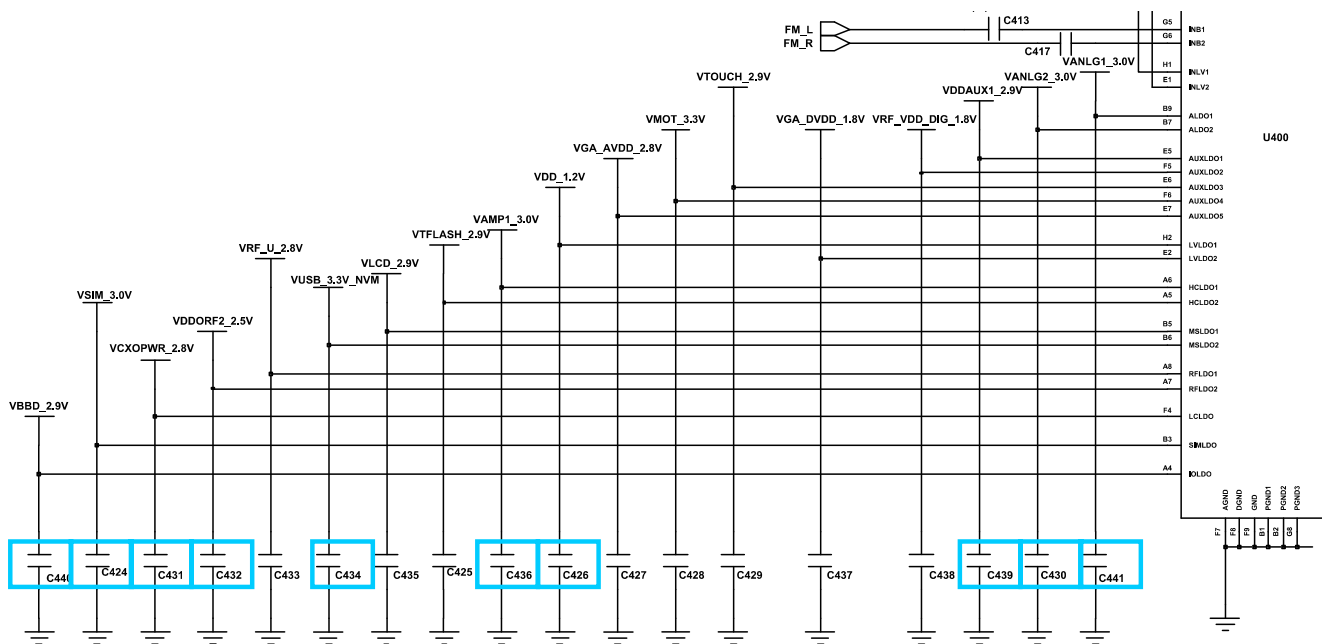 C413
FM_L
FM_R
C417
G5
INB1
G6
INB2
VANLG1_3.0V
H1
INLV1
E1
INLV2
VTOUCH_2.9V
VANLG2_3.0V
VDDAUX1_2.9V
B9
ALDO1
B7
ALDO2
U400
VMOT_3.3V
VGA_DVDD_1.8V
VRF_VDD_DIG_1.8V
VGA_AVDD_2.8V
E5
AUXLDO1
F5
AUXLDO2
E6
AUXLDO3
F6
AUXLDO4
E7
AUXLDO5
VDD_1.2V
VAMP1_3.0V
VTFLASH_2.9V
H2
LVLDO1
E2
LVLDO2
VRF_U_2.8V
VLCD_2.9V
VUSB_3.3V_NVM
A6
HCLDO1
A5
HCLDO2
VSIM_3.0V
VDDORF2_2.5V
B5
MSLDO1
B6
MSLDO2
VCXOPWR_2.8V
A8
RFLDO1
A7
RFLDO2
VBBD_2.9V
F4
LCLDO
B3
SIMLDO
A4
IOLDO
AGND DGND GND PGND1 PGND2 PGND3
F7 F8 F9 B1 B2 G8
C440 C424 C431 C432 C433 C434 C435 C425 C436 C426 C427 C428 C429 C437 C438 C439 C430 C441